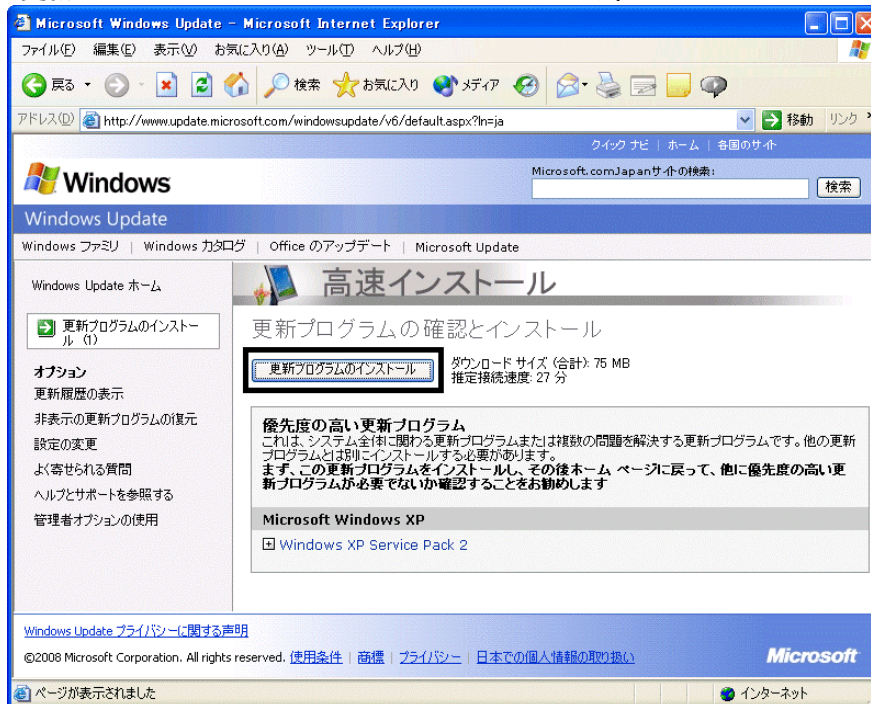 Microsoft Windows Update - Microsoft Internet Explorer
ファイル(F) 編集(E) 表示(V) お気に入り(A) ツール(T) ヘルプ(H)
戻る 検索 お気に入り メディア
アドレス(D) http://www.update.microsoft.com/windowsupdate/v6/default.aspx?ln=ja 移動 リンク
クイック ナビ | ホーム | 各国のサイト
Windows
Microsoft.comJapanサイトの検索:
検索
Windows Update
Windows ファミリ | Windows カタログ | Office のアップデート | Microsoft Update
Windows Update ホーム
更新プログラムのインストー
ル (1)
オプション
更新履歴の表示
非表示の更新プログラムの復元
設定の変更
よく寄せられる質問
ヘルプとサポートを参照する
管理者オプションの使用
高速インストール
更新プログラムの確認とインストール
更新プログラムのインストール
ダウンロード サイズ (合計): 75 MB
推定接続速度: 27 分
優先度の高い更新プログラム
これは、システム全体に関わる更新プログラムまたは複数の問題を解決する更新プログラムです。他の更新
プログラムとは別にインストールする必要があります。
まず、この更新プログラムをインストールし、その後ホーム ページに戻って、他に優先度の高い更
新プログラムが必要でないか確認することをお勧めします
Microsoft Windows XP
Windows XP Service Pack 2
Windows Update プライバシーに関する声明
©2008 Microsoft Corporation. All rights reserved. 使用条件 | 商標 | プライバシー | 日本での個人情報の取り扱い
Microsoft
ページが表示されました
インターネット